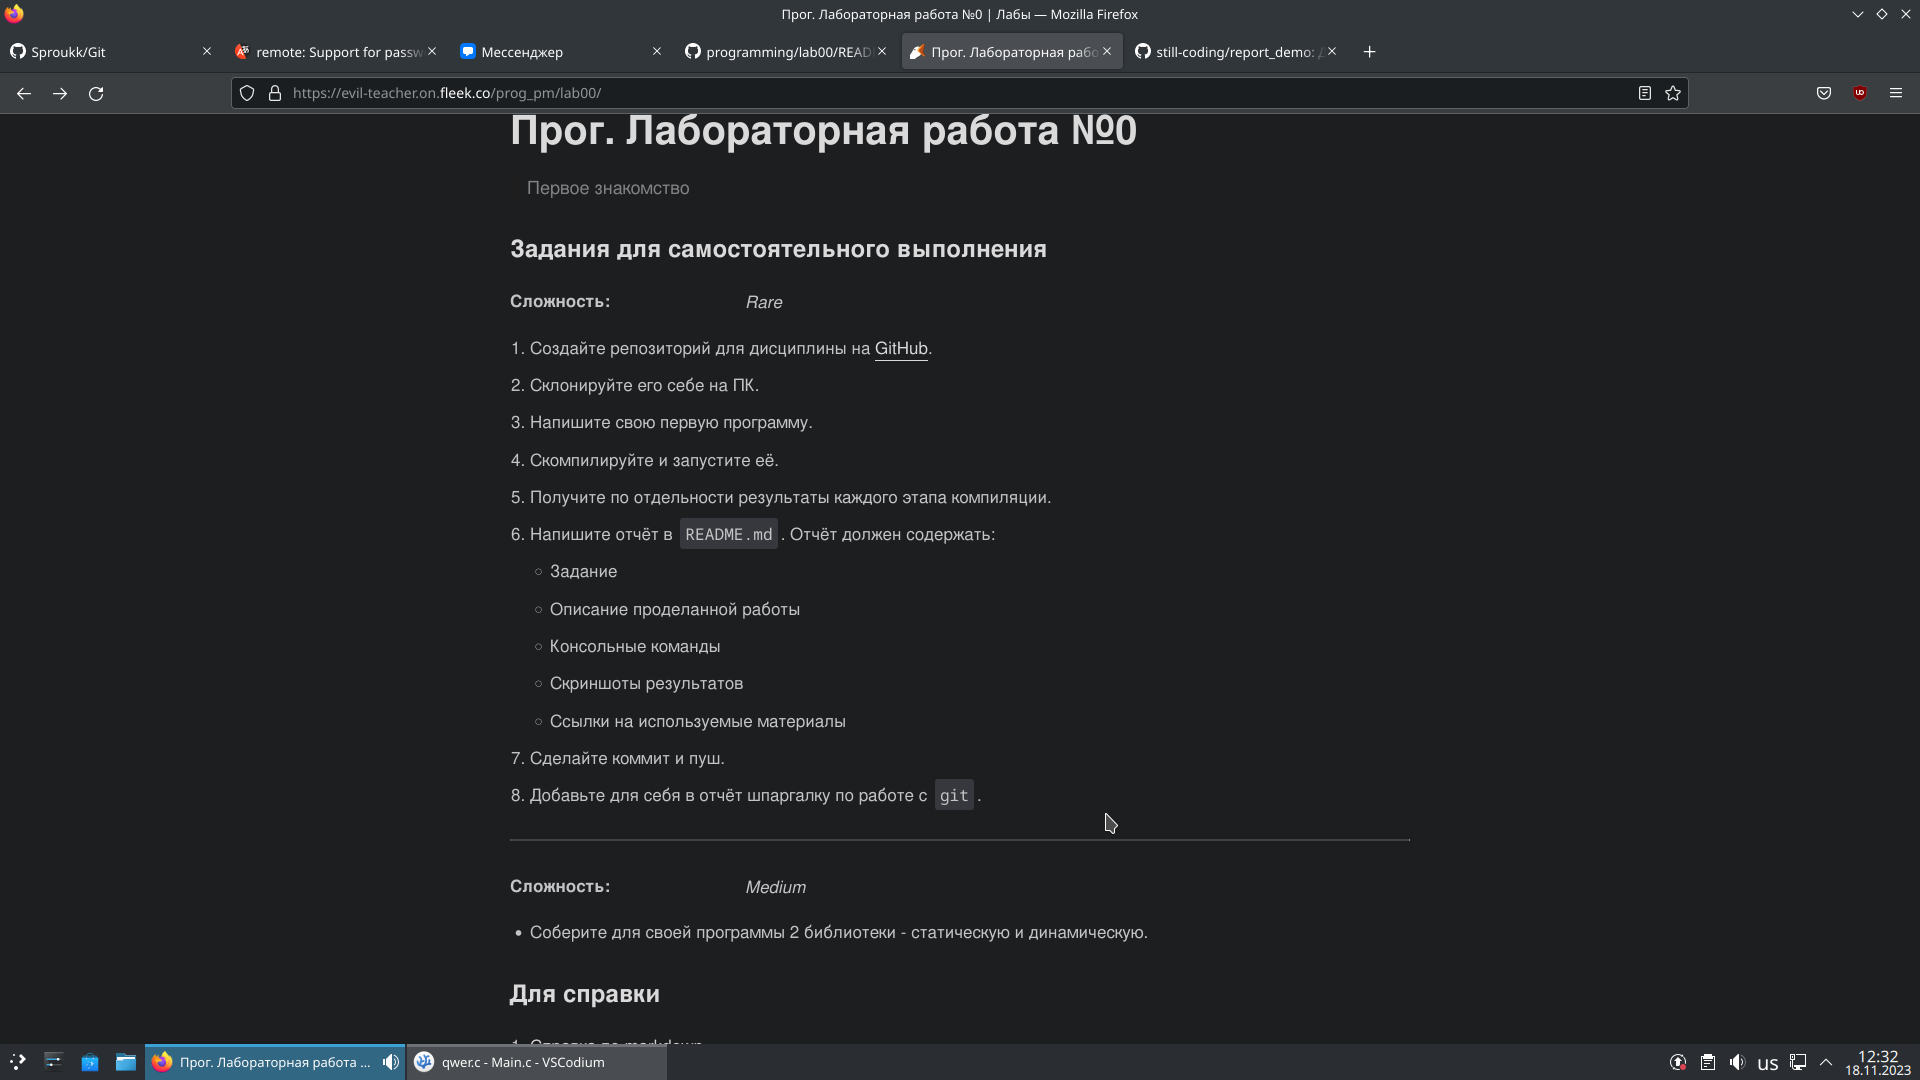 Прог. Лабораторная работа №0 | Лабы — Mozilla Firefox
Sproukk/Git
remote: Support for passw
Мессенджер
programming/lab00/READ
Прог. Лабораторная рабо
still-coding/report_demo:
https://evil-teacher.on.fleek.co/prog_pm/lab00/
Прог. Лабораторная работа №0
Первое знакомство
Задания для самостоятельного выполнения
Сложность: Rare
1. Создайте репозиторий для дисциплины на GitHub.
2. Склонируйте его себе на ПК.
3. Напишите свою первую программу.
4. Скомпилируйте и запустите её.
5. Получите по отдельности результаты каждого этапа компиляции.
6. Напишите отчёт в README.md . Отчёт должен содержать:
Задание
Описание проделанной работы
Консольные команды
Скриншоты результатов
Ссылки на используемые материалы
7. Сделайте коммит и пуш.
8. Добавьте для себя в отчёт шпаргалку по работе с git .
Сложность: Medium
• Соберите для своей программы 2 библиотеки - статическую и динамическую.
Для справки
1. Справка по markdown
Прог. Лабораторная работа ...
qwer.c - Main.c - VSCodium
us
12:32
18.11.2023